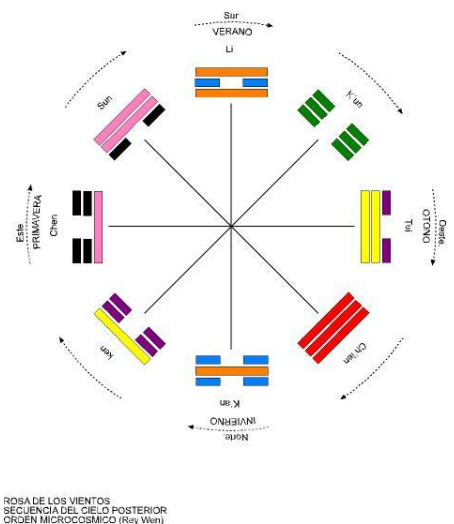 Sur
VERANO
Li
Sun
K'un
Este
PRIMAVERA
Chen
Oeste
OTOÑO
Tui
ken
Ch'ien
K'an
INVIERNO
Norte.
ROSA DE LOS VIENTOS
SECUENCIA DEL CIELO POSTERIOR
ORDEN MICROCOSMICO (Rey Wen)